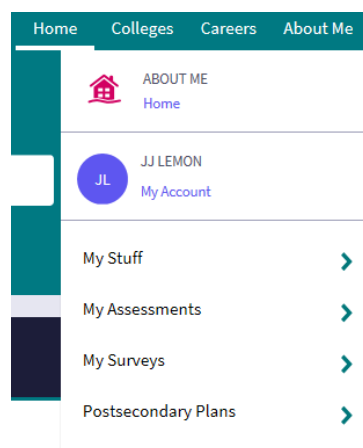 Home Colleges Careers About Me
ABOUT ME
Home
JL
JJ LEMON
My Account
My Stuff
My Assessments
My Surveys
Postsecondary Plans